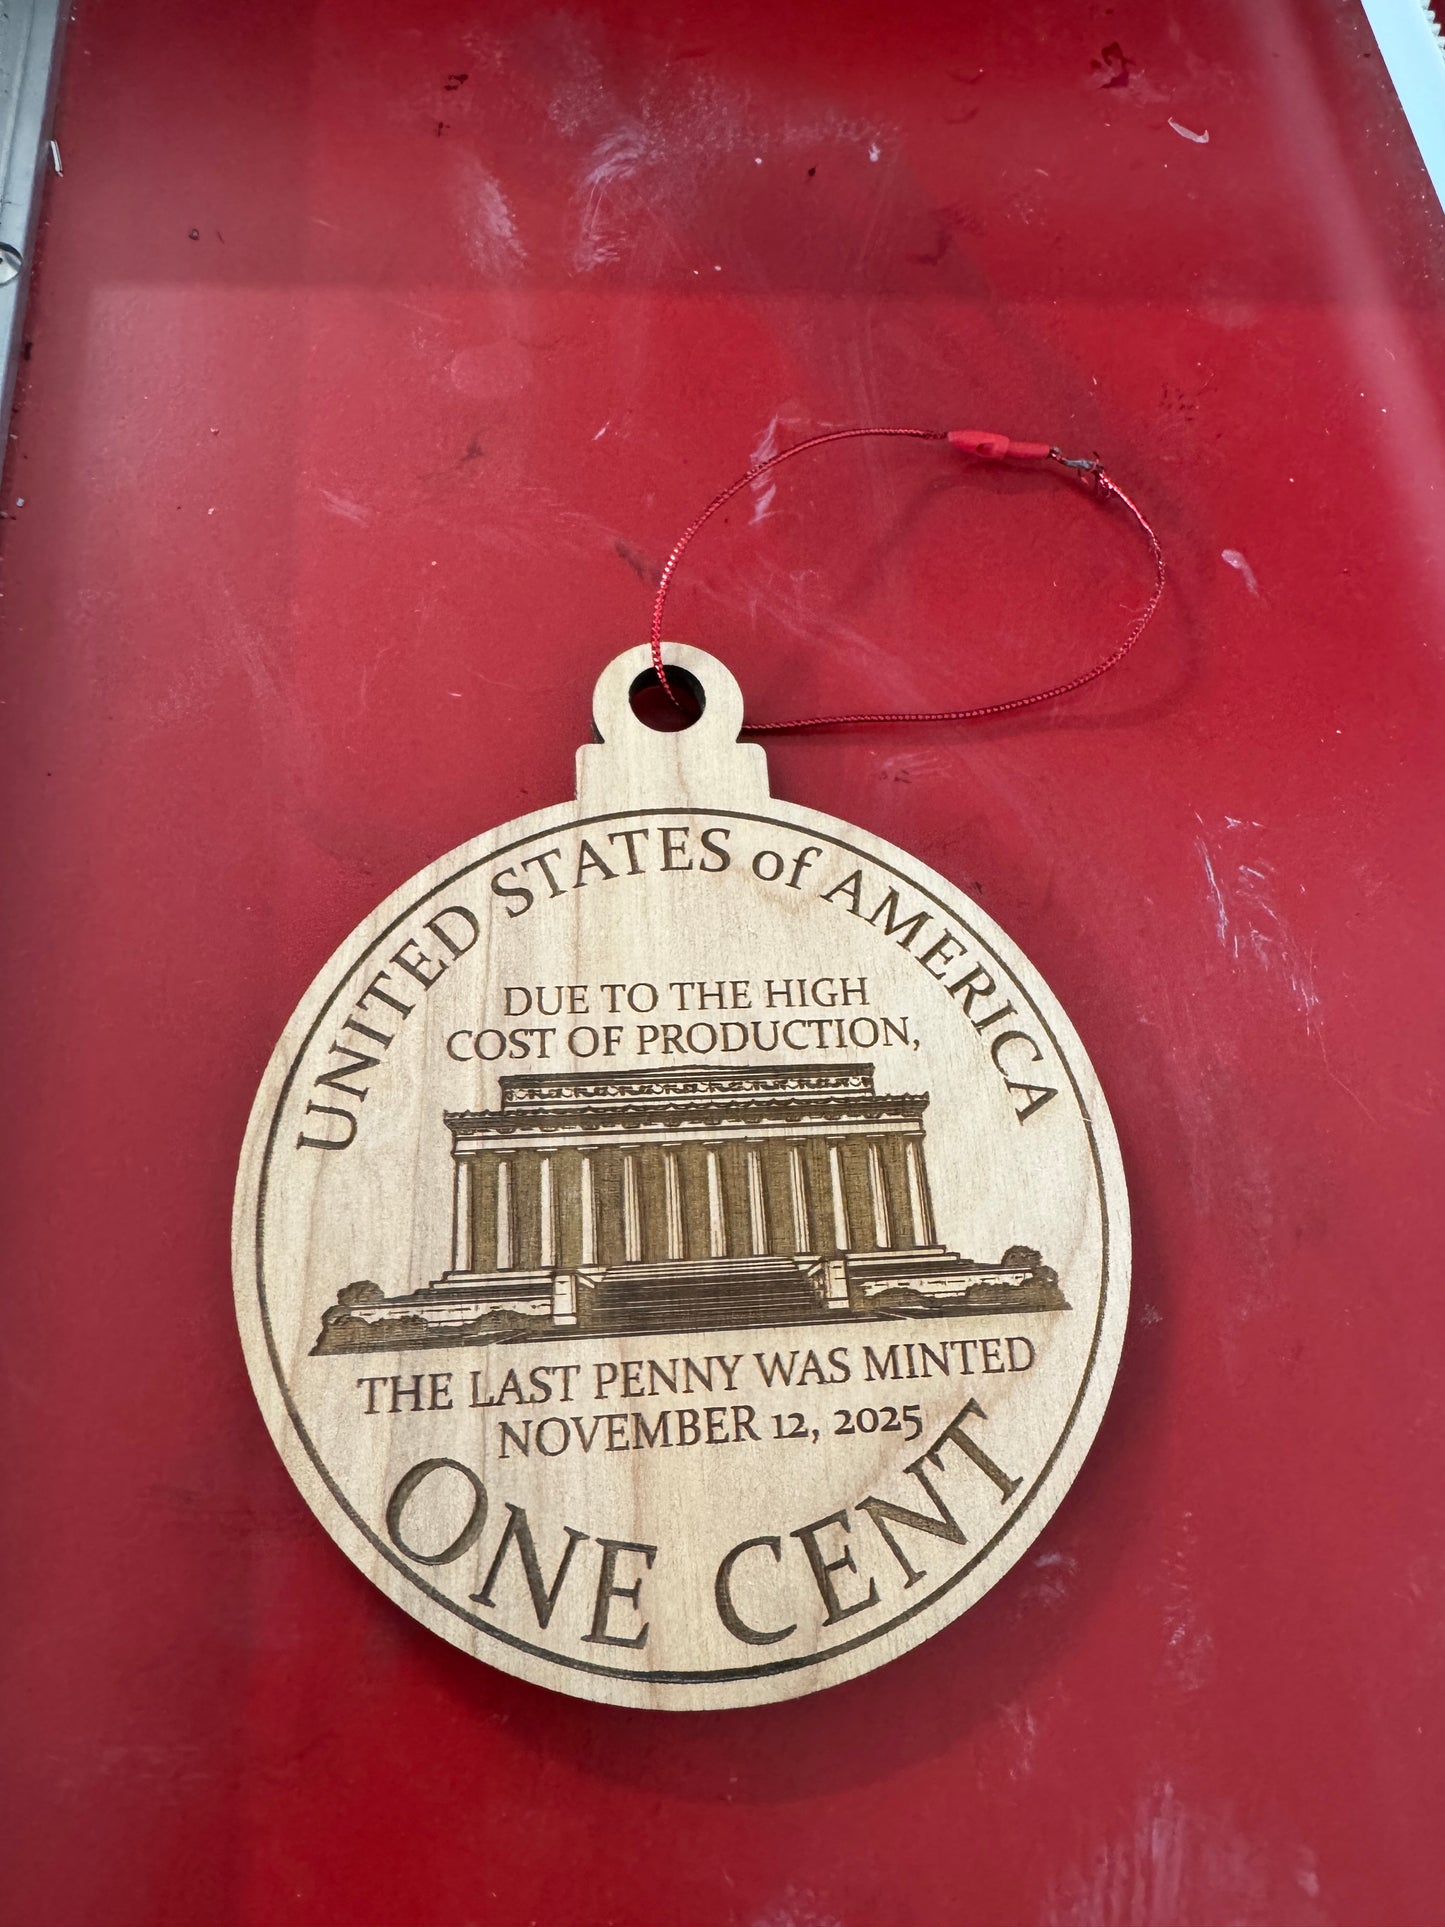 UNITED STATES of AMERICA
DUE TO THE HIGH
COST OF PRODUCTION,
THE LAST PENNY WAS MINTED
NOVEMBER 12, 2025
ONE CENT